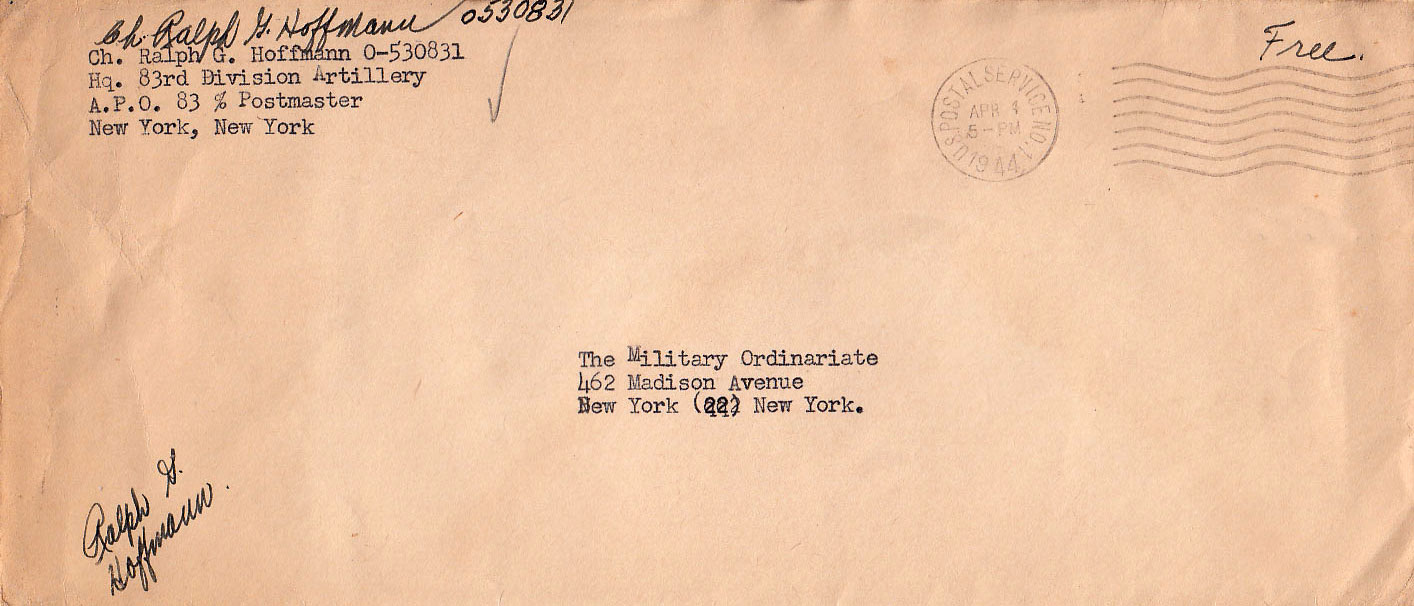 Ch. Ralph G. Hoffmann 0530831
Ch. Ralph G. Hoffmann O-530831
Hq. 83rd Division Artillery
A.P.O. 83 % Postmaster
New York, New York
Free.
U.S. POSTAL SERVICE NO. 1
APR 4
5-PM
1944
The Military Ordinariate
462 Madison Avenue
New York (22) New York.
Ralph G.
Hoffmann.